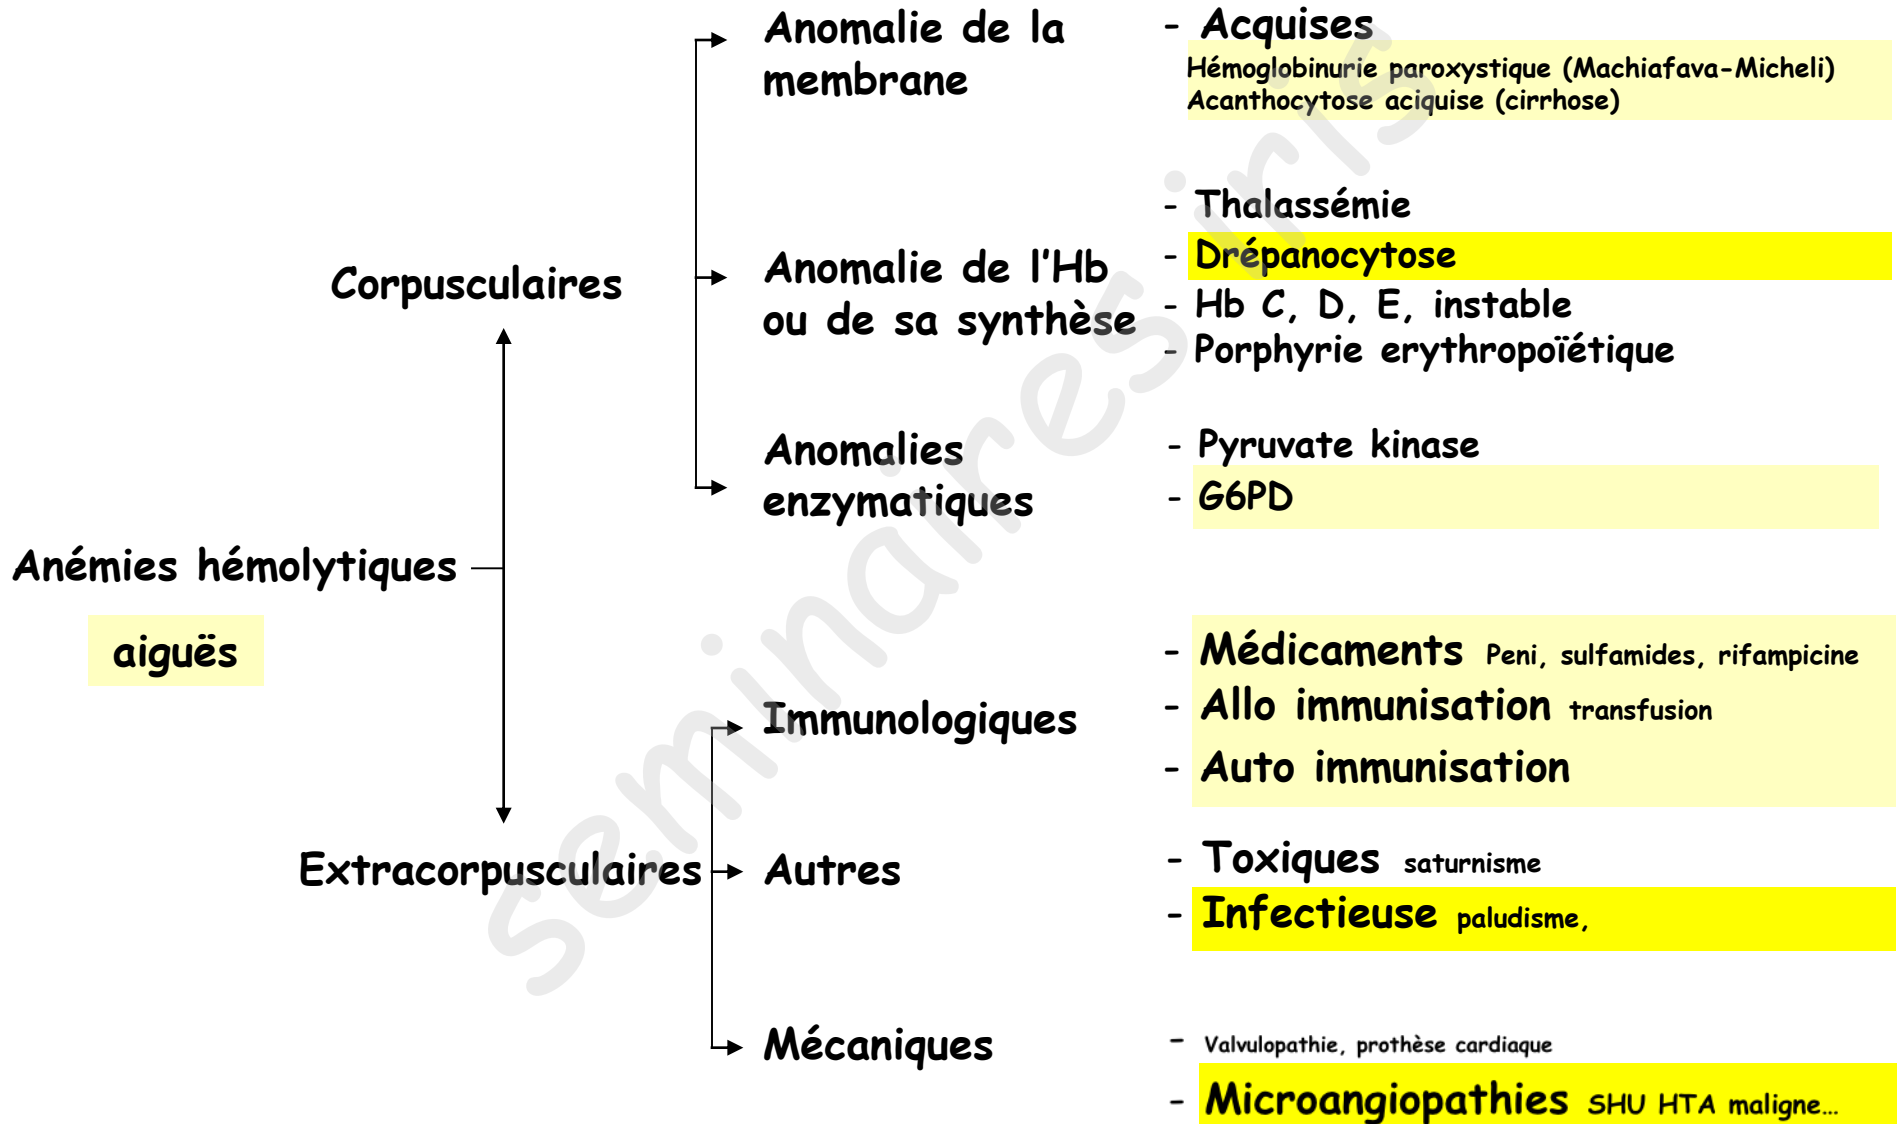 Anomalie de la
membrane
- Acquises
Hémoglobinurie paroxystique (Machiafava-Micheli)
Acanthocytose aciquise (cirrhose)
Corpusculaires
Anomalie de l'Hb
ou de sa synthèse
- Thalassémie
- Drépanocytose
- Hb C, D, E, instable
- Porphyrie erythropoïétique
Anomalies
enzymatiques
- Pyruvate kinase
- G6PD
Anémies hémolytiques
aiguës
Extracorpusculaires
Immunologiques
- Médicaments Peni, sulfamides, rifampicine
- Allo immunisation transfusion
- Auto immunisation
Autres
- Toxiques saturnisme
- Infectieuse paludisme,
Mécaniques
- Valvulopathie, prothèse cardiaque
- Microangiopathies SHU HTA maligne…
seminaires iris